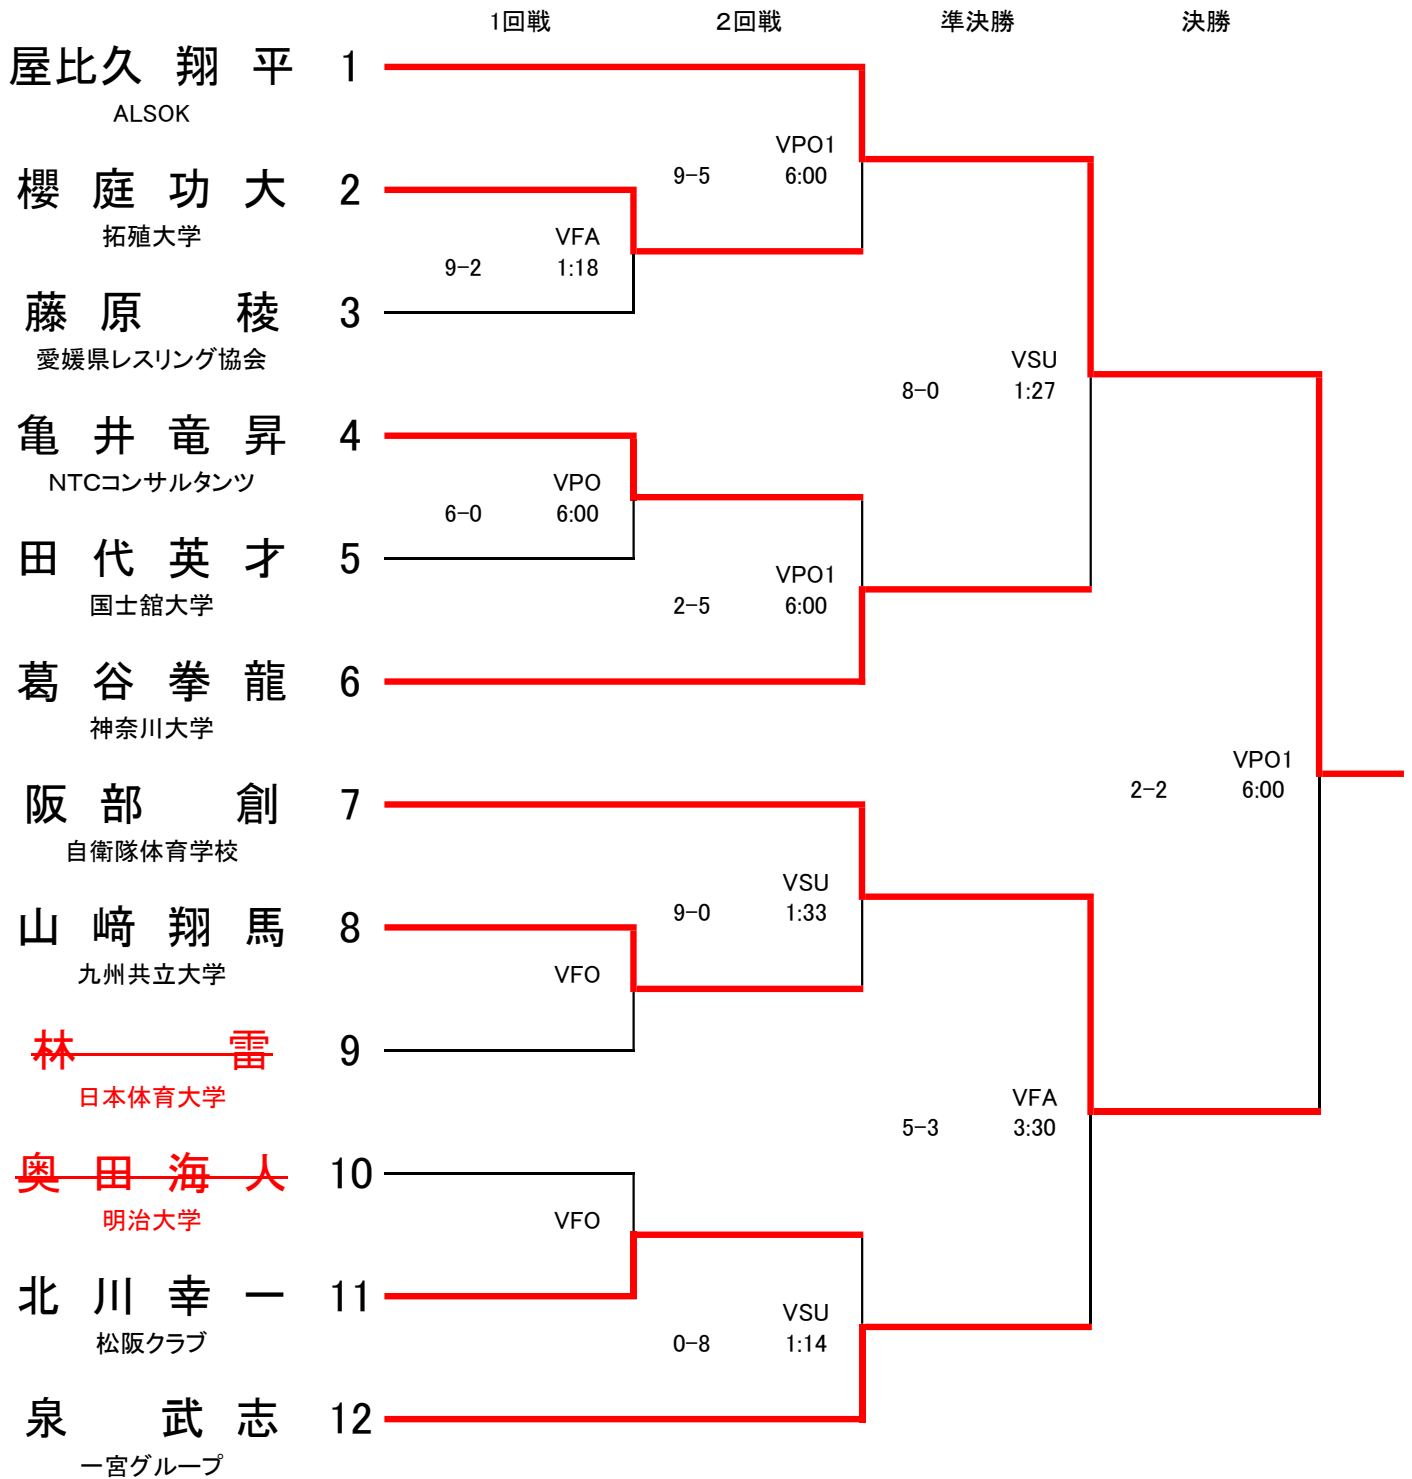 1回戦 2回戦 準決勝 決勝
屋比久 翔 平 1
ALSOK
VPO1
9-5 6:00
櫻 庭 功 大 2
拓殖大学
VFA
9-2 1:18
藤 原 稜 3
愛媛県レスリング協会
VSU
8-0 1:27
亀 井 竜 昇 4
NTCコンサルタンツ
VPO
6-0 6:00
田 代 英 才 5
国士舘大学
VPO1
2-5 6:00
葛 谷 拳 龍 6
神奈川大学
VPO1
2-2 6:00
阪 部 創 7
自衛隊体育学校
VSU
9-0 1:33
山 﨑 翔 馬 8
九州共立大学
VFO
林 雷 9
日本体育大学
VFA
5-3 3:30
奥 田 海 人 10
明治大学
VFO
北 川 幸 一 11
松阪クラブ
VSU
0-8 1:14
泉 武 志 12
一宮グループ